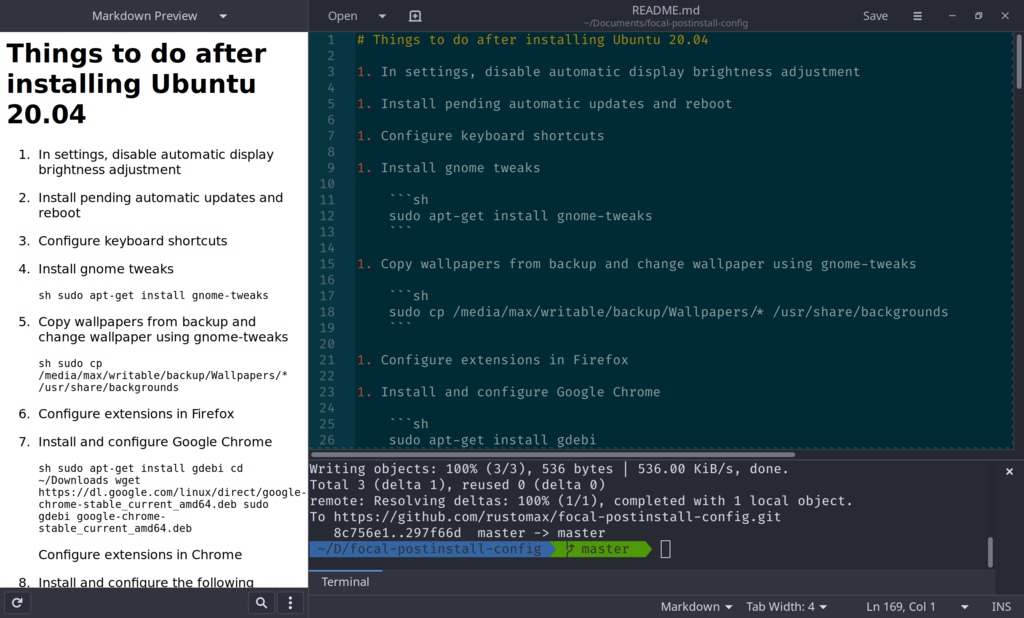 Markdown Preview
Things to do after
installing Ubuntu
20.04
1. In settings, disable automatic display
brightness adjustment
2. Install pending automatic updates and
reboot
3. Configure keyboard shortcuts
4. Install gnome tweaks
sh sudo apt-get install gnome-tweaks
5. Copy wallpapers from backup and
change wallpaper using gnome-tweaks
sh sudo cp
/media/max/writable/backup/Wallpapers/*
/usr/share/backgrounds
6. Configure extensions in Firefox
7. Install and configure Google Chrome
sh sudo apt-get install gdebi cd
~/Downloads wget
https://dl.google.com/linux/direct/google-
chrome-stable_current_amd64.deb sudo
gdebi google-chrome-
stable_current_amd64.deb
Configure extensions in Chrome
8. Install and configure the following
Open
README.md
~/Documents/focal-postinstall-config
Save
1 # Things to do after installing Ubuntu 20.04
2
3 1. In settings, disable automatic display brightness adjustment
4
5 1. Install pending automatic updates and reboot
6
7 1. Configure keyboard shortcuts
8
9 1. Install gnome tweaks
10
11 ```sh
12 sudo apt-get install gnome-tweaks
13 ```
14
15 1. Copy wallpapers from backup and change wallpaper using gnome-tweaks
16
17 ```sh
18 sudo cp /media/max/writable/backup/Wallpapers/* /usr/share/backgrounds
19 ```
20
21 1. Configure extensions in Firefox
22
23 1. Install and configure Google Chrome
24
25 ```sh
26 sudo apt-get install gdebi
Writing objects: 100% (3/3), 536 bytes | 536.00 KiB/s, done.
Total 3 (delta 1), reused 0 (delta 0)
remote: Resolving deltas: 100% (1/1), completed with 1 local object.
To https://github.com/rustomax/focal-postinstall-config.git
8c756e1..297f66d master -> master
~/D/focal-postinstall-config master
Terminal
Markdown Tab Width: 4 Ln 169, Col 1 INS